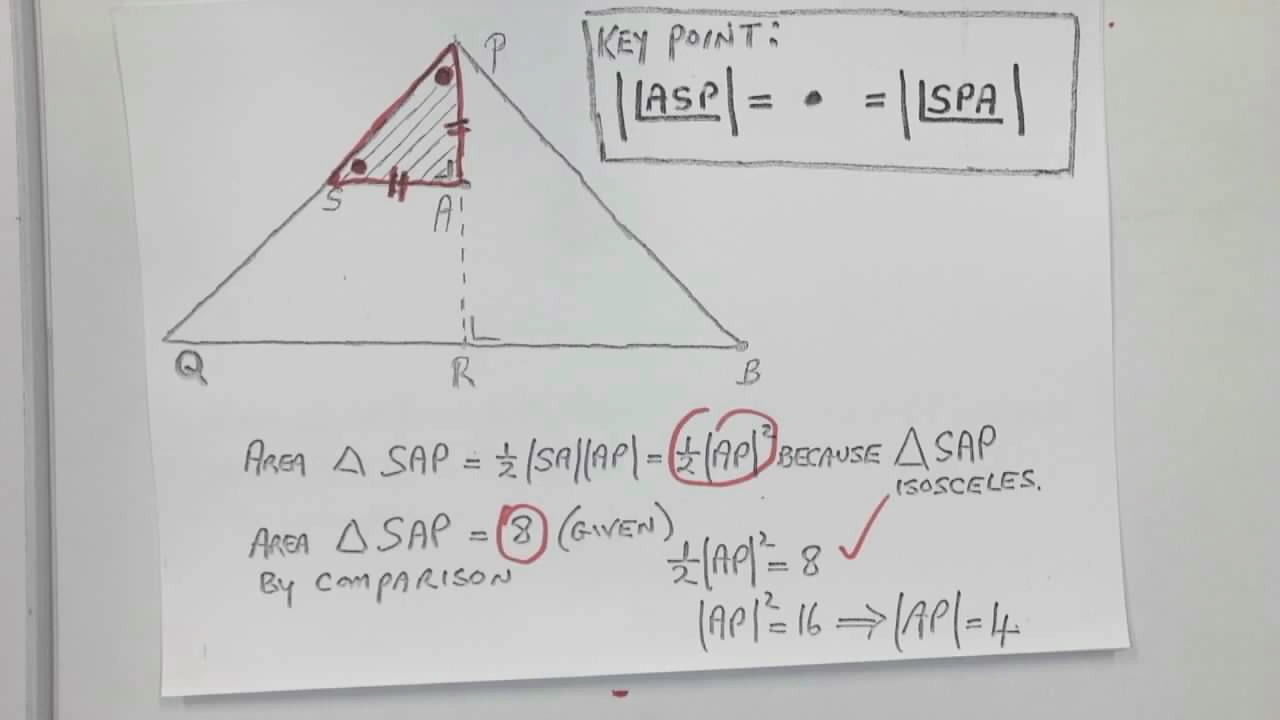 P
KEY POINT:
|∠ASP| = • = |∠SPA|
S
A
Q
R
B
AREA △ SAP = ½|SA||AP| = ½|AP|² BECAUSE △SAP
ISOSCELES.
AREA △ SAP = 8 (GIVEN)
BY COMPARISON
½|AP|² = 8
|AP|² = 16 ⟹ |AP| = 4.